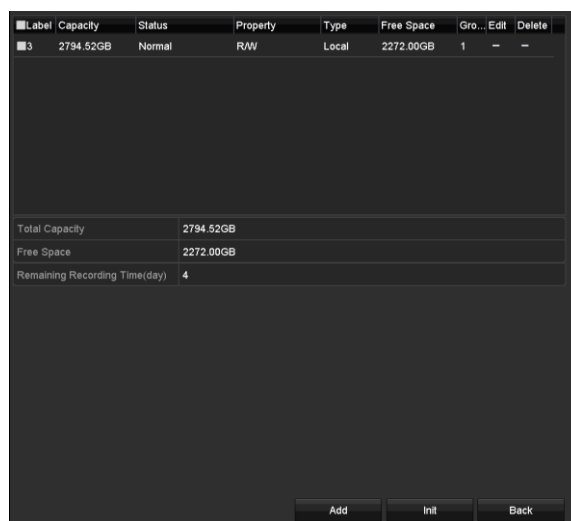 Label Capacity Status Property Type Free Space Gro... Edit Delete
3 2794.52GB Normal R/W Local 2272.00GB 1 – –
Total Capacity 2794.52GB
Free Space 2272.00GB
Remaining Recording Time(day) 4
Add Init Back